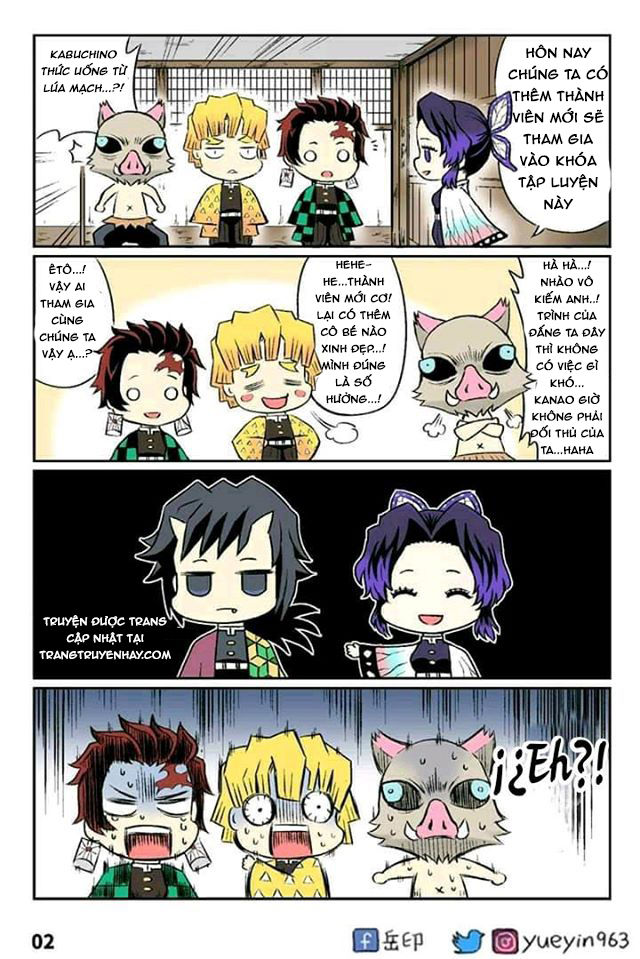 KABUCHINO
THỨC UỐNG TỪ
LÚA MẠCH...?!
HÔN NAY
CHÚNG TA CÓ
THÊM THÀNH
VIÊN MỚI SẼ
THAM GIA
VÀO KHÓA
TẬP LUYỆN
NÀY
ÊTÔ...!
VẬY AI
THAM GIA
CÙNG
CHÚNG TA
VẬY Ạ...?
HEHE-
HE...THÀNH
VIÊN MỚI CƠ!
LẠI CÓ THÊM
CÔ BÉ NÀO
XINH ĐẸP...!
MÌNH ĐÚNG
LÀ SỐ
HƯỞNG...!
HÀ HÀ...!
NHÀO VÔ
KIẾM ANH..!
TRÌNH CỦA
ĐẤNG TA ĐÂY
THÌ KHÔNG
CÓ VIỆC GÌ
KHÓ...
KANAO GIỜ
KHÔNG PHẢI
ĐỐI THỦ CỦA
TA...HAHA
TRUYỆN ĐƯỢC TRANG
CẬP NHẬT TẠI
TRANGTRUYENHAY.COM
¡¿Eh?!
02
岳印
yueyin963